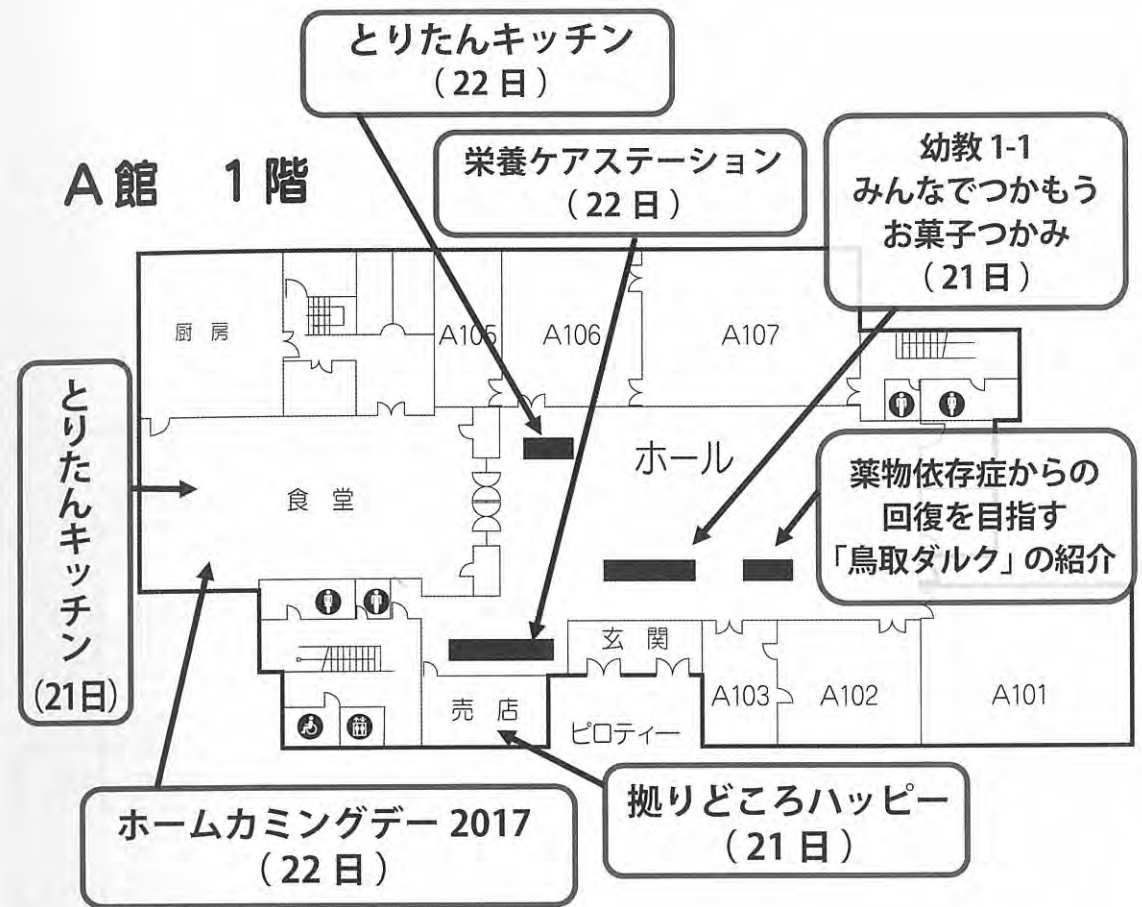 とりたんキッチン
(22日)
A館 1階
栄養ケアステーション
(22日)
幼教1-1
みんなでつかもう
お菓子つかみ
(21日)
厨房
A105
A106
A107
とりたんキッチン
(21日)
食堂
ホール
薬物依存症からの
回復を目指す
「鳥取ダルク」の紹介
玄関
売店
ピロティー
A103
A102
A101
ホームカミングデー 2017
(22日)
拠りどころハッピー
(21日)